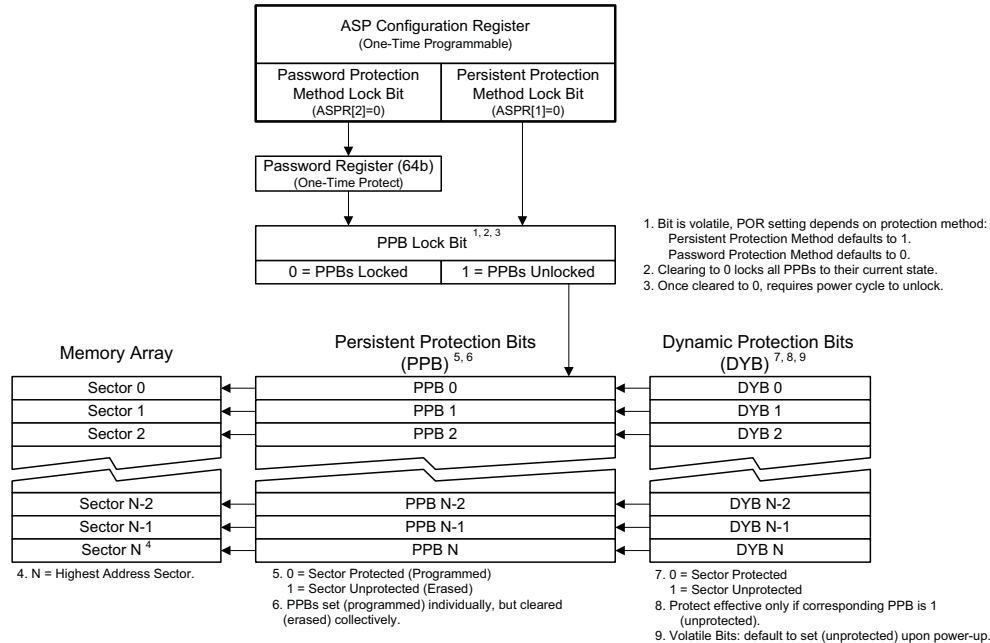 ASP Configuration Register
(One-Time Programmable)
Password Protection
Method Lock Bit
(ASPR[2]=0)
Persistent Protection
Method Lock Bit
(ASPR[1]=0)
Password Register (64b)
(One-Time Protect)
PPB Lock Bit 1, 2, 3
0 = PPBs Locked
1 = PPBs Unlocked
1. Bit is volatile, POR setting depends on protection method:
Persistent Protection Method defaults to 1.
Password Protection Method defaults to 0.
2. Clearing to 0 locks all PPBs to their current state.
3. Once cleared to 0, requires power cycle to unlock.
Memory Array
Sector 0
Sector 1
Sector 2
Sector N-2
Sector N-1
Sector N 4
4. N = Highest Address Sector.
Persistent Protection Bits
(PPB) 5, 6
PPB 0
PPB 1
PPB 2
PPB N-2
PPB N-1
PPB N
5. 0 = Sector Protected (Programmed)
1 = Sector Unprotected (Erased)
6. PPBs set (programmed) individually, but cleared
(erased) collectively.
Dynamic Protection Bits
(DYB) 7, 8, 9
DYB 0
DYB 1
DYB 2
DYB N-2
DYB N-1
DYB N
7. 0 = Sector Protected
1 = Sector Unprotected
8. Protect effective only if corresponding PPB is 1
(unprotected).
9. Volatile Bits: default to set (unprotected) upon power-up.